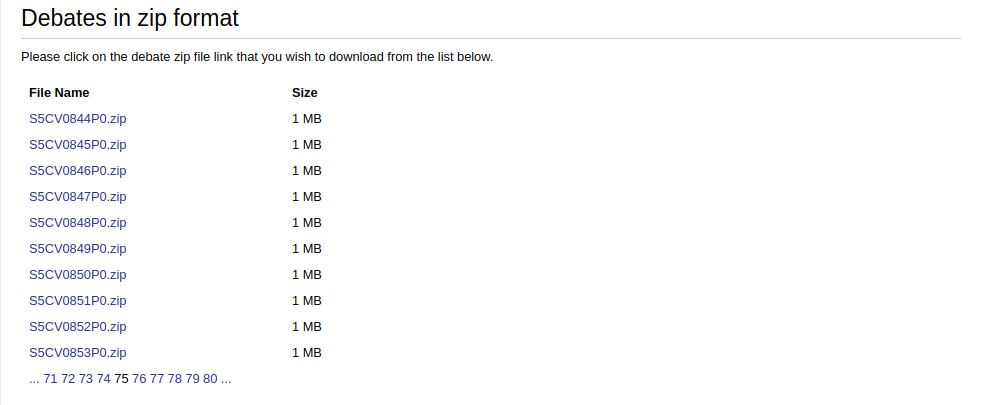 Debates in zip format
Please click on the debate zip file link that you wish to download from the list below.
File Name Size
S5CV0844P0.zip 1 MB
S5CV0845P0.zip 1 MB
S5CV0846P0.zip 1 MB
S5CV0847P0.zip 1 MB
S5CV0848P0.zip 1 MB
S5CV0849P0.zip 1 MB
S5CV0850P0.zip 1 MB
S5CV0851P0.zip 1 MB
S5CV0852P0.zip 1 MB
S5CV0853P0.zip 1 MB
... 71 72 73 74 75 76 77 78 79 80 ...